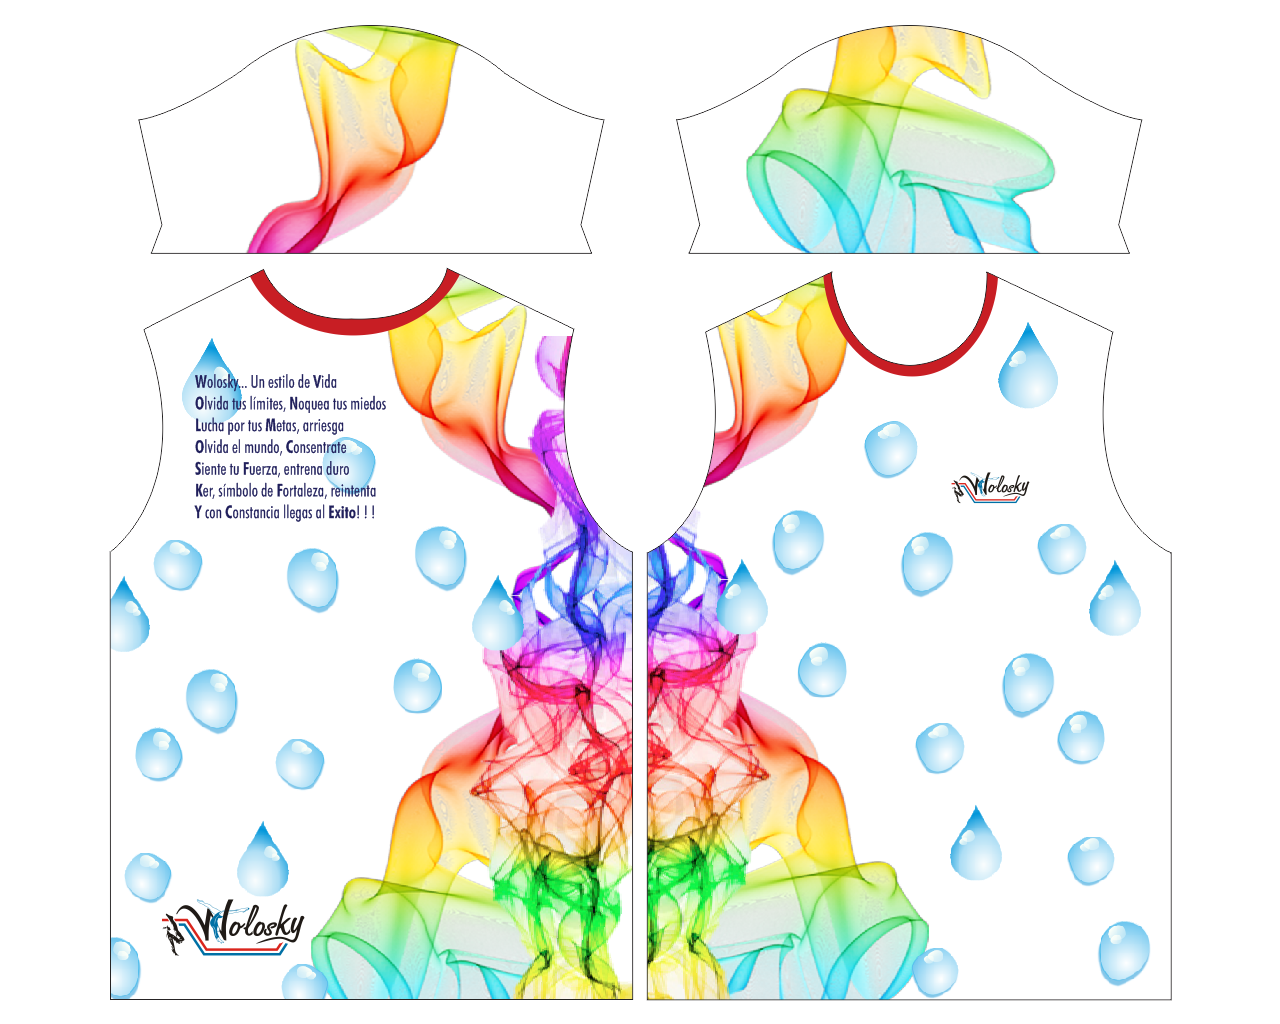 Wolosky... Un estilo de Vida
Olvida tus límites, Noquea tus miedos
Lucha por tus Metas, arriesga
Olvida el mundo, Consentrate
Siente tu Fuerza, entrena duro
Ker, símbolo de Fortaleza, reintenta
Y con Constancia llegas al Exito! ! !
Wolosky
Wolosky